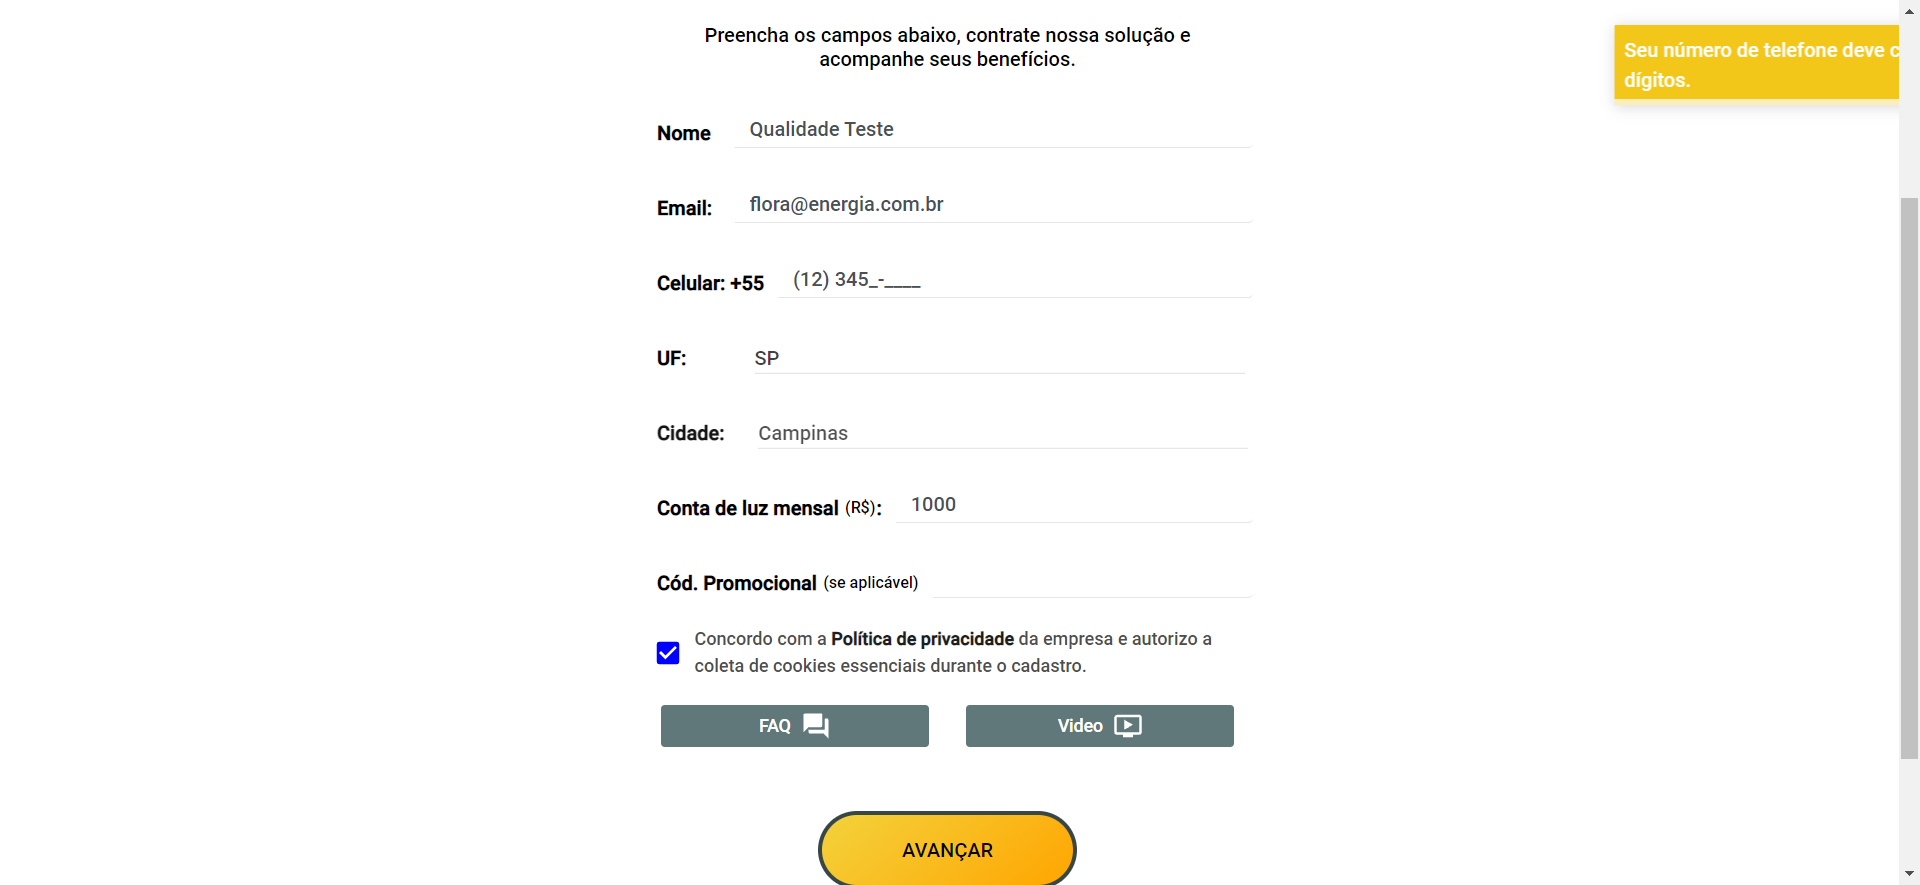 Preencha os campos abaixo, contrate nossa solução e
acompanhe seus benefícios.
Seu número de telefone deve c
dígitos.
Nome Qualidade Teste
Email: flora@energia.com.br
Celular: +55 (12) 345_-____
UF: SP
Cidade: Campinas
Conta de luz mensal (R$): 1000
Cód. Promocional (se aplicável)
Concordo com a Política de privacidade da empresa e autorizo a
coleta de cookies essenciais durante o cadastro.
FAQ Video
AVANÇAR